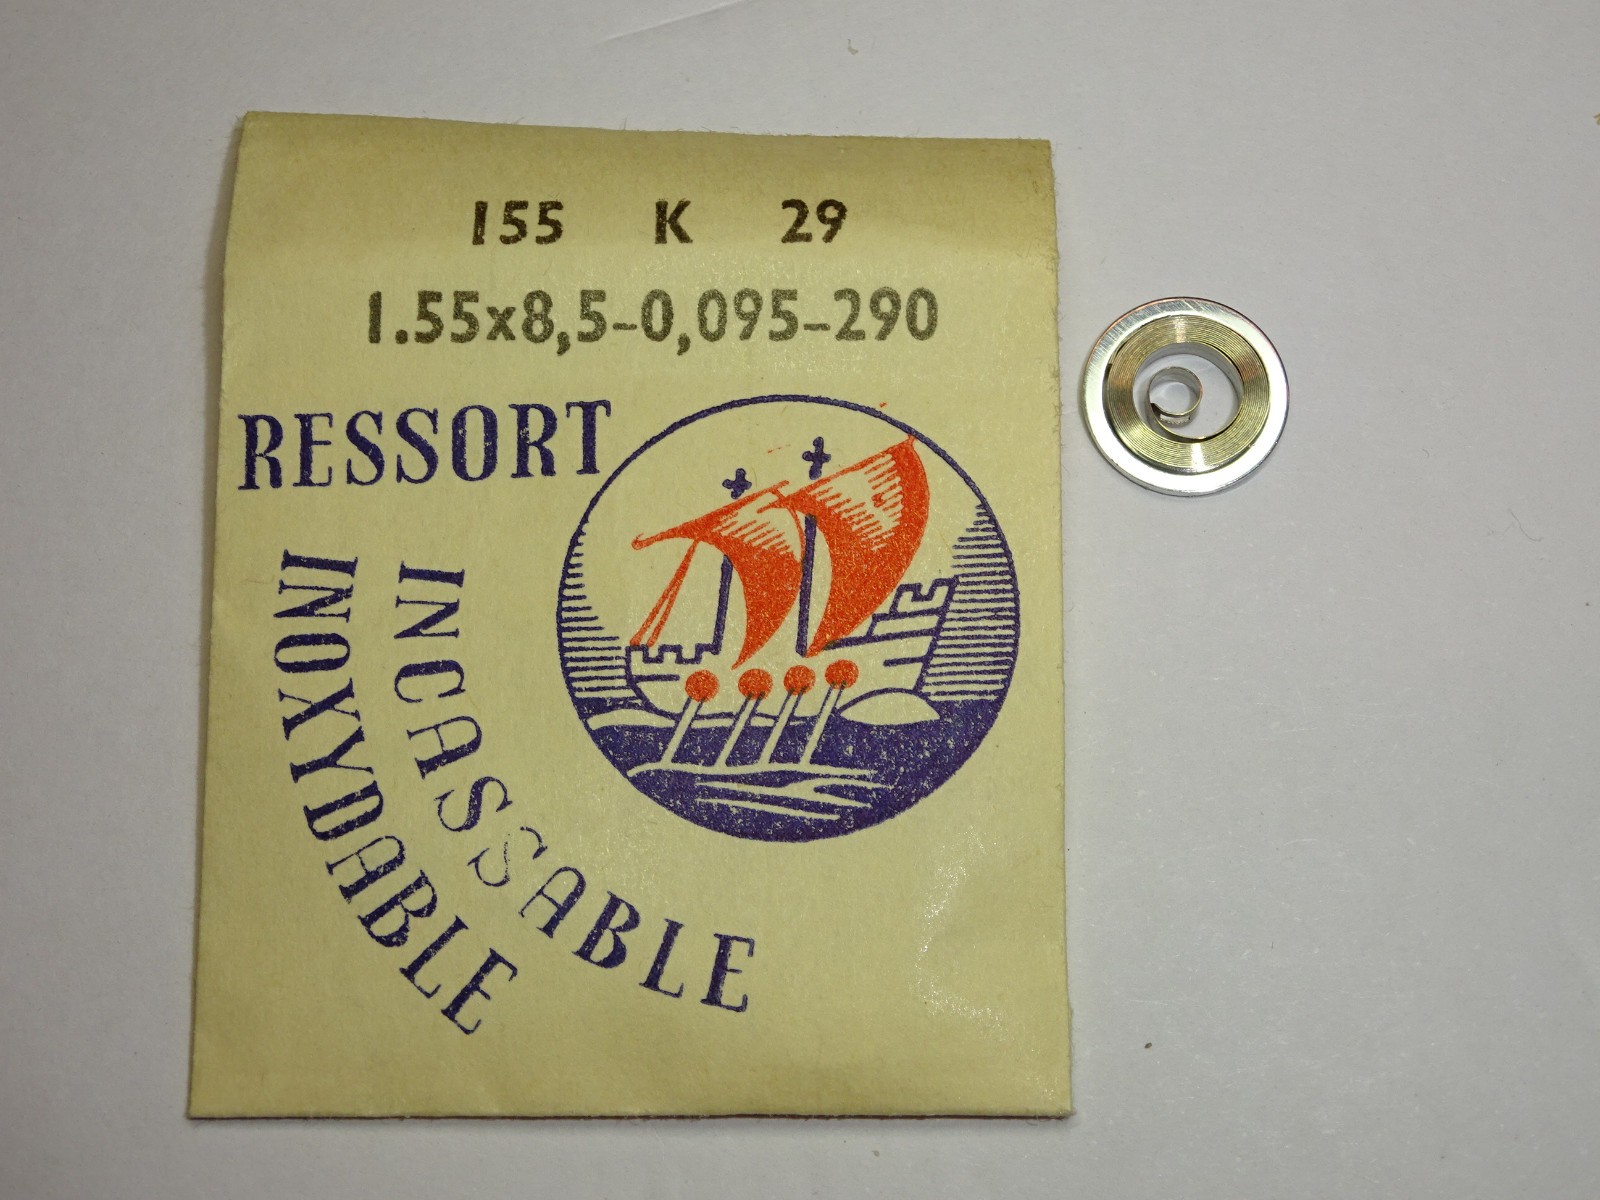 155 K 29
1.55x8,5-0,095-290
RESSORT
INOXYDABLE
INCASSABLE